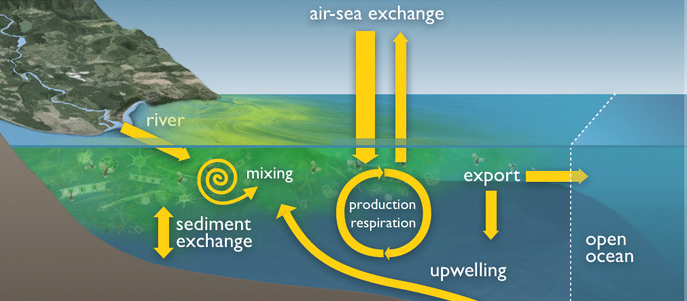 air-sea exchange
river
mixing
production
respiration
export
sediment
exchange
open
ocean
upwelling